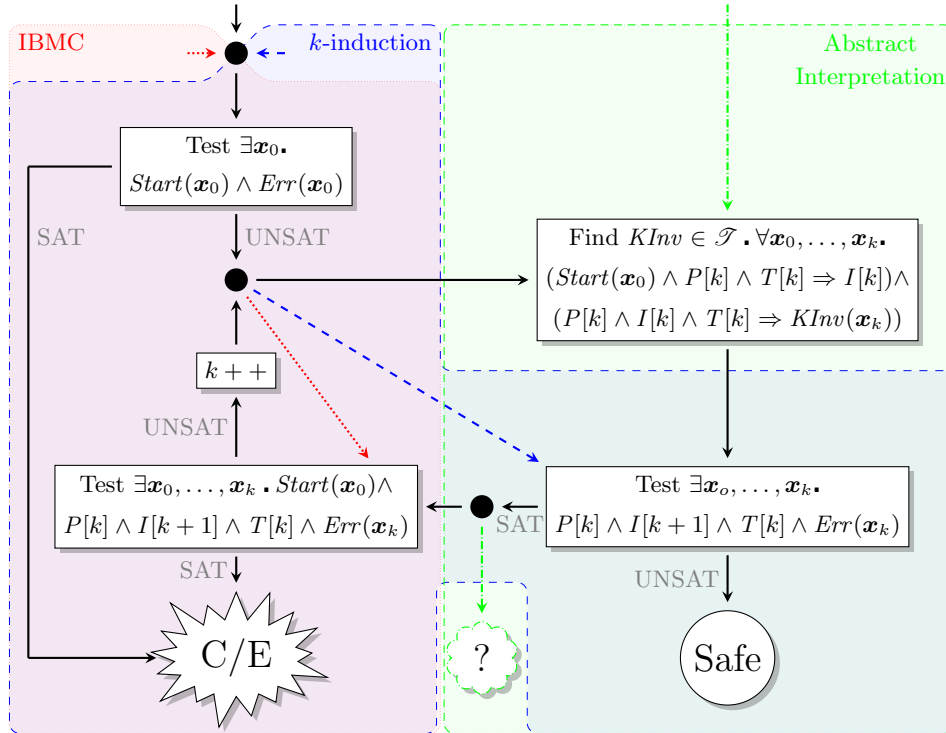 IBMC
k-induction
Abstract
Interpretation
Test ∃𝒙₀.
Start(𝒙₀) ∧ Err(𝒙₀)
SAT
UNSAT
Find KInv ∈ 𝒯 . ∀𝒙₀, . . . , 𝒙ₖ.
(Start(𝒙₀) ∧ P[k] ∧ T[k] ⇒ I[k])∧
(P[k] ∧ I[k] ∧ T[k] ⇒ KInv(𝒙ₖ))
k + +
UNSAT
Test ∃𝒙₀, . . . , 𝒙ₖ . Start(𝒙₀)∧
P[k] ∧ I[k + 1] ∧ T[k] ∧ Err(𝒙ₖ)
SAT
Test ∃𝒙ₒ, . . . , 𝒙ₖ.
P[k] ∧ I[k + 1] ∧ T[k] ∧ Err(𝒙ₖ)
SAT
UNSAT
C/E
?
Safe